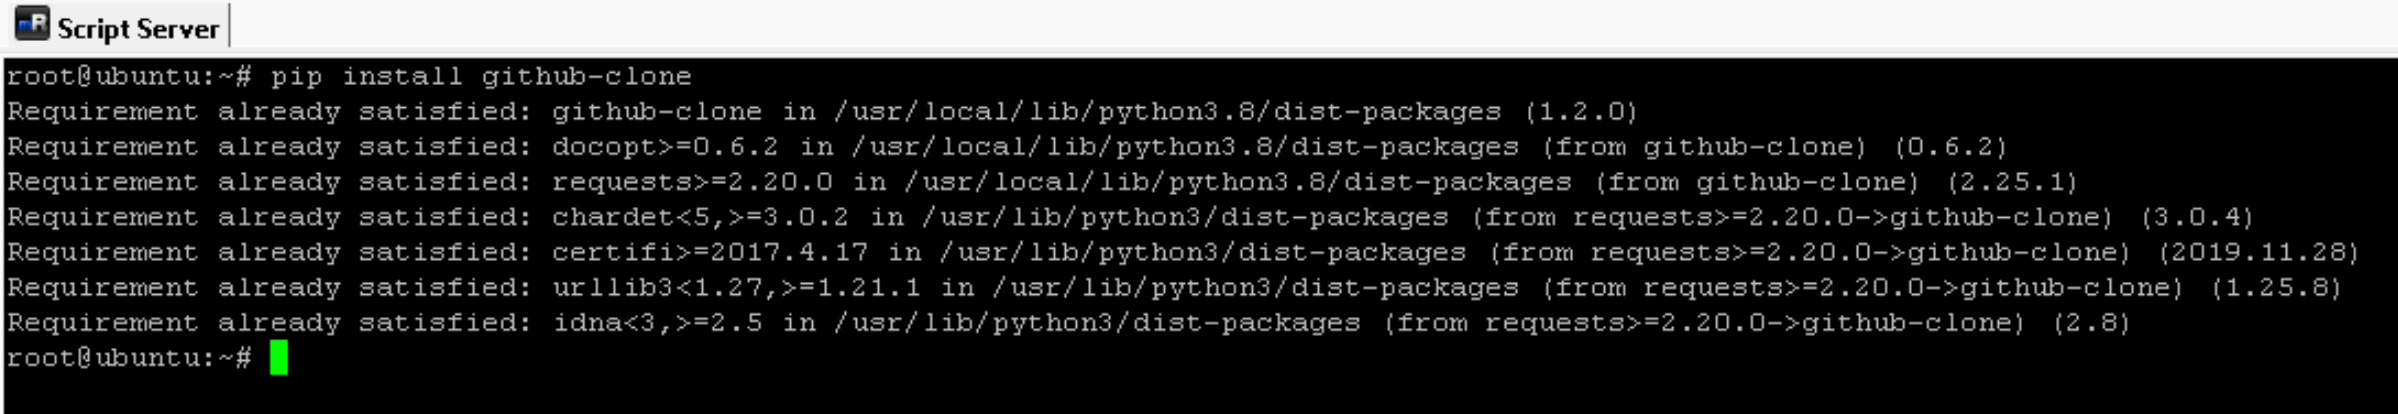 mR Script Server
root@ubuntu:~# pip install github-clone
Requirement already satisfied: github-clone in /usr/local/lib/python3.8/dist-packages (1.2.0)
Requirement already satisfied: docopt>=0.6.2 in /usr/local/lib/python3.8/dist-packages (from github-clone) (0.6.2)
Requirement already satisfied: requests>=2.20.0 in /usr/local/lib/python3.8/dist-packages (from github-clone) (2.25.1)
Requirement already satisfied: chardet<5,>=3.0.2 in /usr/lib/python3/dist-packages (from requests>=2.20.0->github-clone) (3.0.4)
Requirement already satisfied: certifi>=2017.4.17 in /usr/lib/python3/dist-packages (from requests>=2.20.0->github-clone) (2019.11.28)
Requirement already satisfied: urllib3<1.27,>=1.21.1 in /usr/lib/python3/dist-packages (from requests>=2.20.0->github-clone) (1.25.8)
Requirement already satisfied: idna<3,>=2.5 in /usr/lib/python3/dist-packages (from requests>=2.20.0->github-clone) (2.8)
root@ubuntu:~#